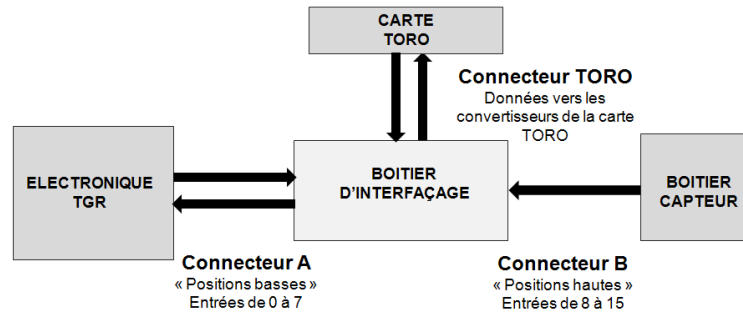 CARTE
TORO
Connecteur TORO
Données vers les
convertisseurs de la carte
TORO
ELECTRONIQUE
TGR
BOITIER
D'INTERFAÇAGE
BOITIER
CAPTEUR
Connecteur A
« Positions basses »
Entrées de 0 à 7
Connecteur B
« Positions hautes »
Entrées de 8 à 15